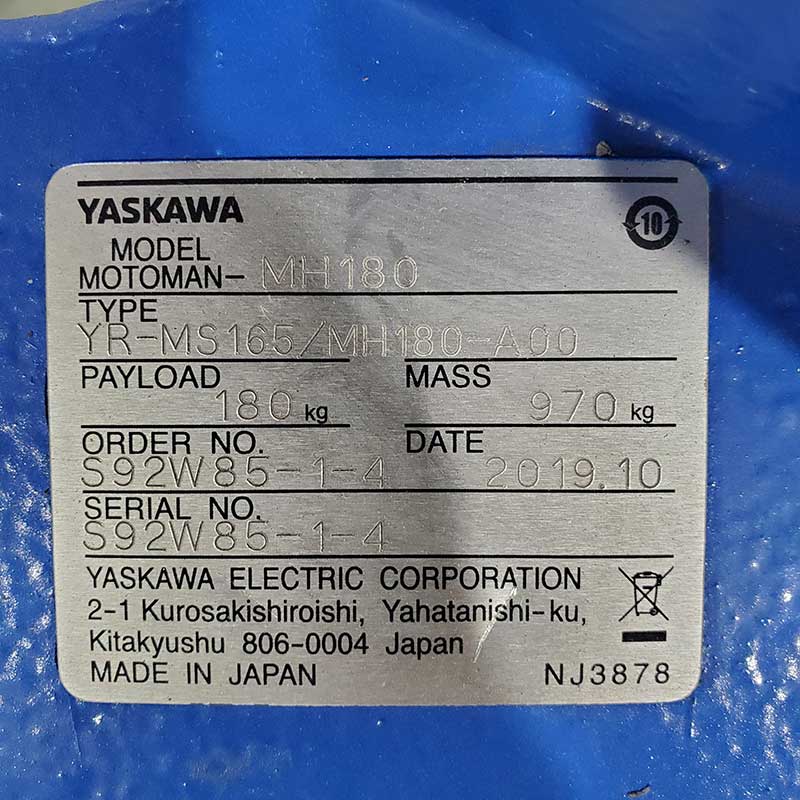 YASKAWA
10
MODEL
MOTOMAN- MH180
TYPE
YR-MS165/MH180-A00
PAYLOAD MASS
180 kg 970 kg
ORDER NO. DATE
S92W85-1-4 2019.10
SERIAL NO.
S92W85-1-4
YASKAWA ELECTRIC CORPORATION
2-1 Kurosakishiroishi, Yahatanishi-ku,
Kitakyushu 806-0004 Japan
MADE IN JAPAN NJ3878